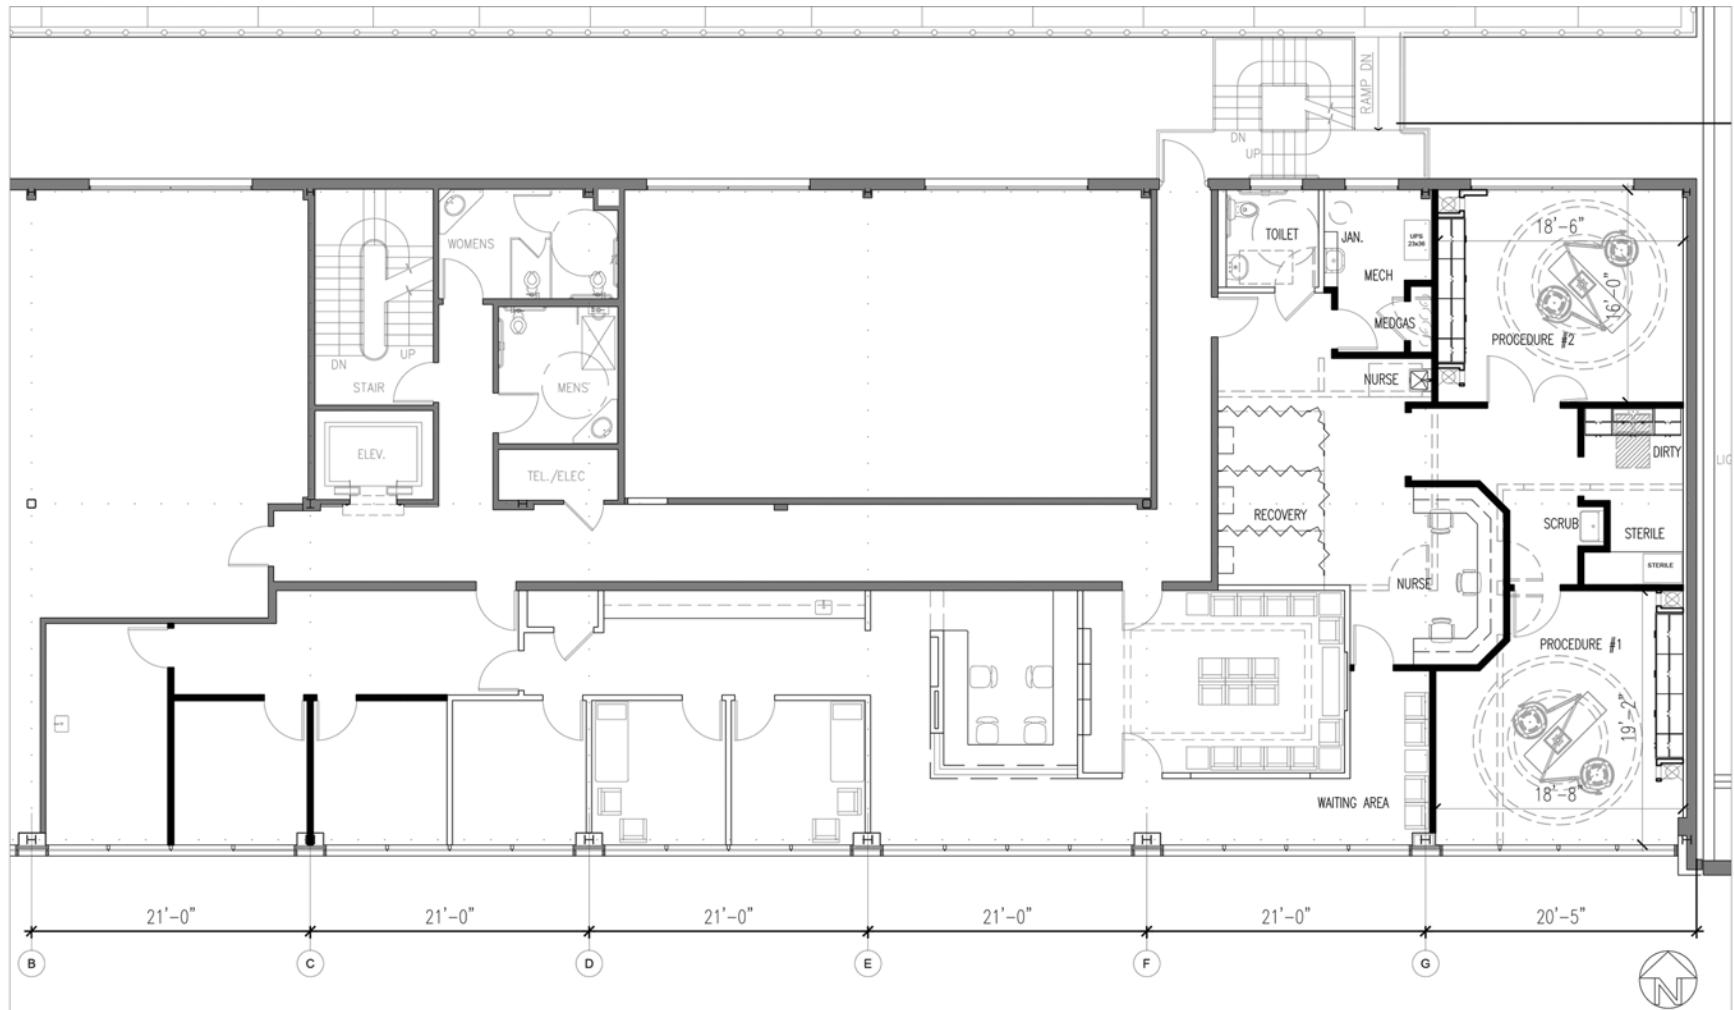 RAMP DN
DN
UP
WOMENS
TOILET
JAN.
UPS
23x36
18'-6"
MECH
16'-0"
MEDGAS
PROCEDURE #2
DN
UP
STAIR
MENS'
NURSE
ELEV.
TEL./ELEC
DIRTY
LIG
RECOVERY
SCRUB
STERILE
STERILE
NURSE
PROCEDURE #1
19'-2"
18'-8"
WAITING AREA
21'-0"
21'-0"
21'-0"
21'-0"
21'-0"
20'-5"
B
C
D
E
F
G
N